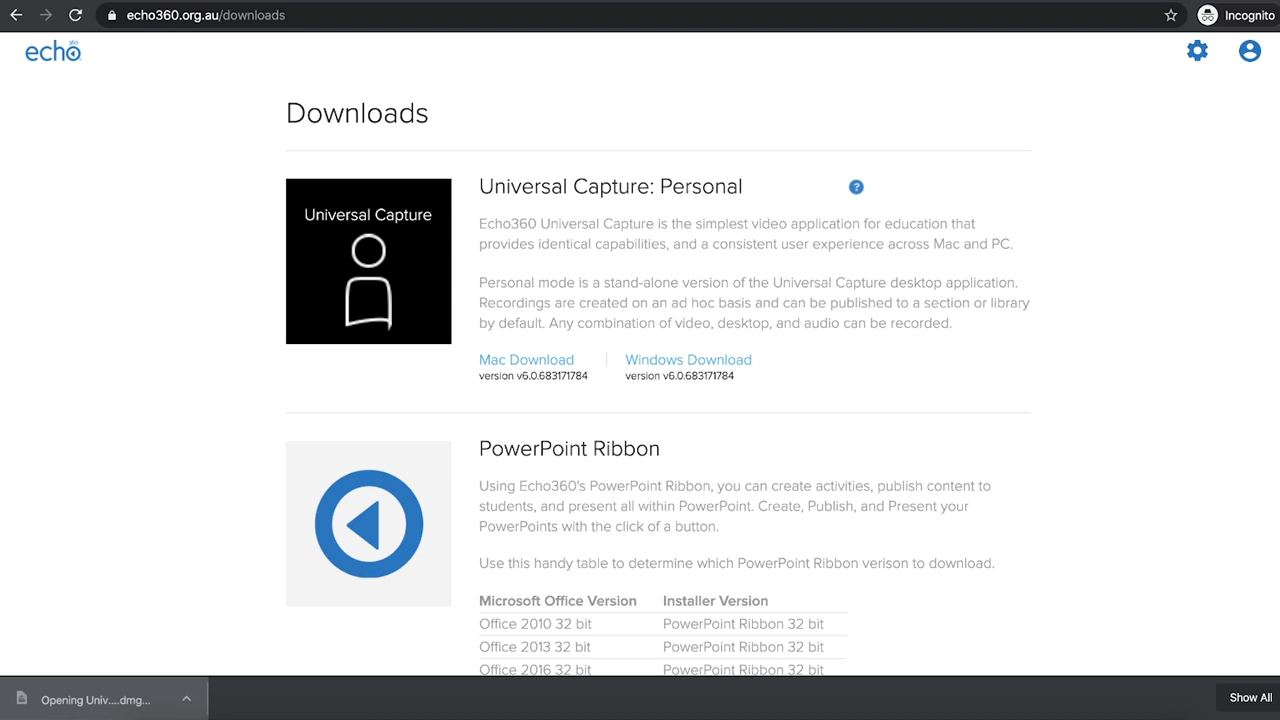 echo360.org.au/downloads
Incognito
echo360
Downloads
Universal Capture
Universal Capture: Personal
?
Echo360 Universal Capture is the simplest video application for education that
provides identical capabilities, and a consistent user experience across Mac and PC.
Personal mode is a stand-alone version of the Universal Capture desktop application.
Recordings are created on an ad hoc basis and can be published to a section or library
by default. Any combination of video, desktop, and audio can be recorded.
Mac Download | Windows Download
version v6.0.683171784 version v6.0.683171784
PowerPoint Ribbon
Using Echo360's PowerPoint Ribbon, you can create activities, publish content to
students, and present all within PowerPoint. Create, Publish, and Present your
PowerPoints with the click of a button.
Use this handy table to determine which PowerPoint Ribbon verison to download.
Microsoft Office Version Installer Version
Office 2010 32 bit PowerPoint Ribbon 32 bit
Office 2013 32 bit PowerPoint Ribbon 32 bit
Office 2016 32 bit PowerPoint Ribbon 32 bit
Opening Univ....dmg...
Show All